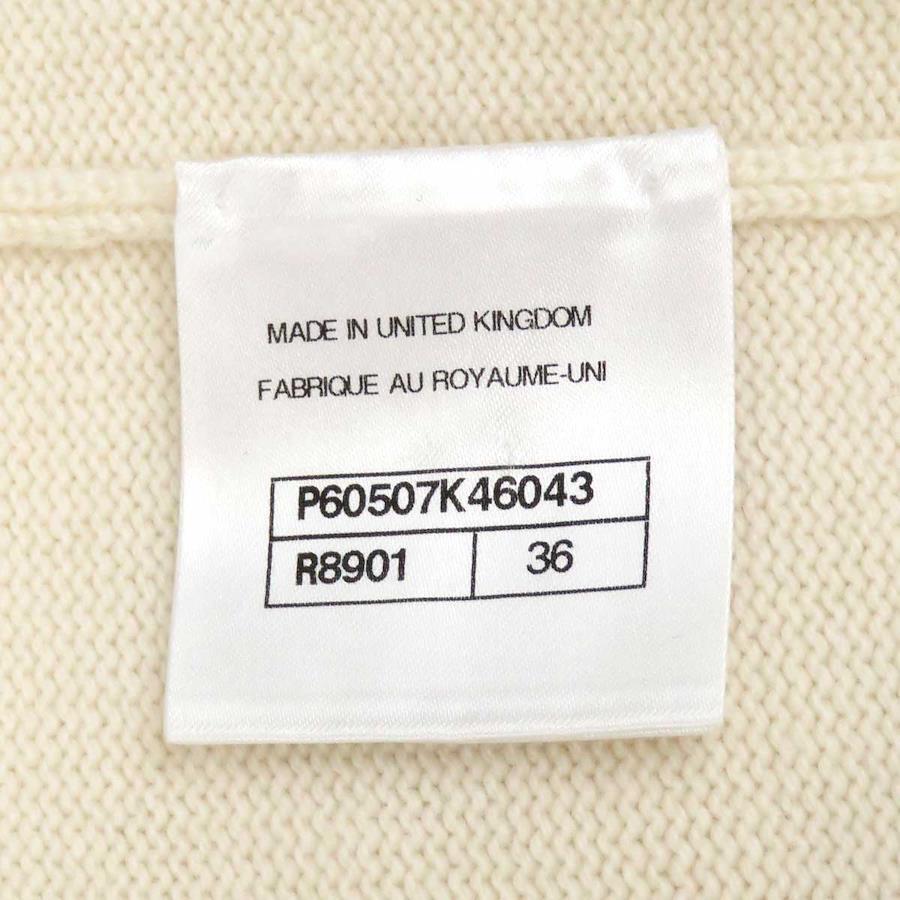 MADE IN UNITED KINGDOM
FABRIQUE AU ROYAUME-UNI
P60507K46043
R8901 36